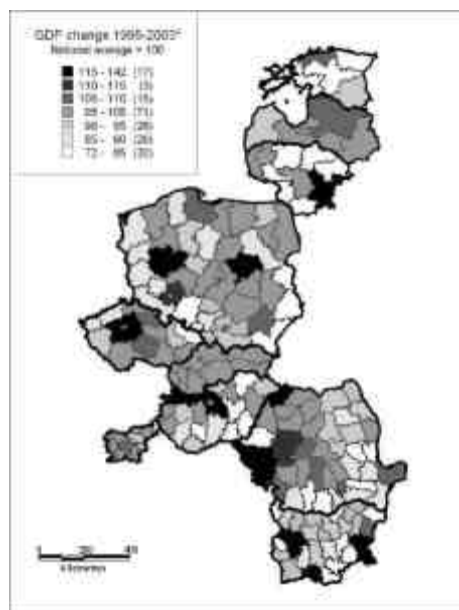 GDP change 1995-2003*
National average = 100
115 - 142 (17)
110 - 115 (3)
105 - 110 (15)
95 - 105 (71)
90 - 95 (26)
85 - 90 (28)
72 - 85 (30)
Kilometers